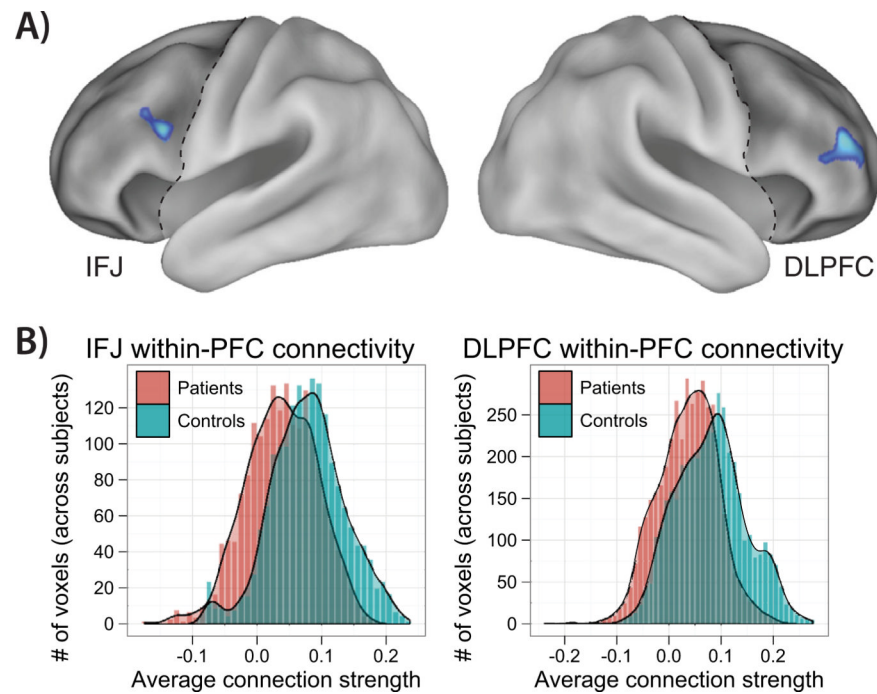 A)
IFJ
DLPFC
B)
IFJ within-PFC connectivity
# of voxels (across subjects)
120
100
80
60
40
20
0
Patients
Controls
-0.1
0.0
0.1
0.2
Average connection strength
DLPFC within-PFC connectivity
# of voxels (across subjects)
250
200
150
100
50
0
Patients
Controls
-0.2
-0.1
0.0
0.1
0.2
Average connection strength